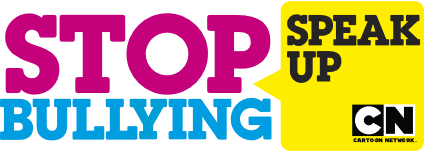 STOP
BULLYING
SPEAK
UP
CN
CARTOON NETWORK.